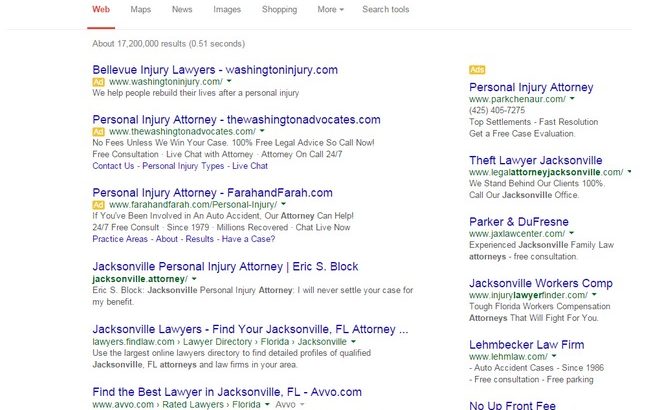 Web Maps News Images Shopping More Search tools
About 17,200,000 results (0.51 seconds)
Bellevue Injury Lawyers - washingtoninjury.com
Ad www.washingtoninjury.com/
We help people rebuild their lives after a personal injury
Personal Injury Attorney - thewashingtonadvocates.com
Ad www.thewashingtonadvocates.com/
No Fees Unless We Win Your Case. 100% Free Legal Advice So Call Now!
Free Consultation · Live Chat with Attorney · Attorney On Call 24/7
Contact Us - Personal Injury Types - Live Chat
Personal Injury Attorney - FarahandFarah.com
Ad www.farahandfarah.com/Personal-Injury/
If You've Been Involved in An Auto Accident, Our Attorney Can Help!
24/7 Free Consult · Since 1979 · Millions Recovered · Chat Live Now
Practice Areas - About - Results - Have a Case?
Jacksonville Personal Injury Attorney | Eric S. Block
jacksonville.attorney/
Eric S. Block: Jacksonville Personal Injury Attorney: I will never settle your case for
my benefit.
Jacksonville Lawyers - Find Your Jacksonville, FL Attorney ...
lawyers.findlaw.com › Lawyer Directory › Florida › Jacksonville
Use the largest online lawyers directory to find detailed profiles of qualified
Jacksonville, FL attorneys and law firms in your area.
Find the Best Lawyer in Jacksonville, FL - Avvo.com
www.avvo.com › Rated Lawyers › Florida Avvo
Ads
Personal Injury Attorney
www.parkchenaur.com/
(425) 405-7275
Top Settlements - Fast Resolution
Get a Free Case Evaluation.
Theft Lawyer Jacksonville
www.legalattorneyjacksonville.com/
We Stand Behind Our Clients 100%.
Call Our Jacksonville Office.
Parker & DuFresne
www.jaxlawcenter.com/
Experienced Jacksonville Family Law
attorneys - free consultation.
Jacksonville Workers Comp
www.injurylawyerfinder.com/
Tough Florida Workers Compensation
Attorneys That Will Fight For You.
Lehmbecker Law Firm
www.lehmlaw.com/
- Auto Accident Cases - Since 1986
- Free consultation - Free parking
No Up Front Fee